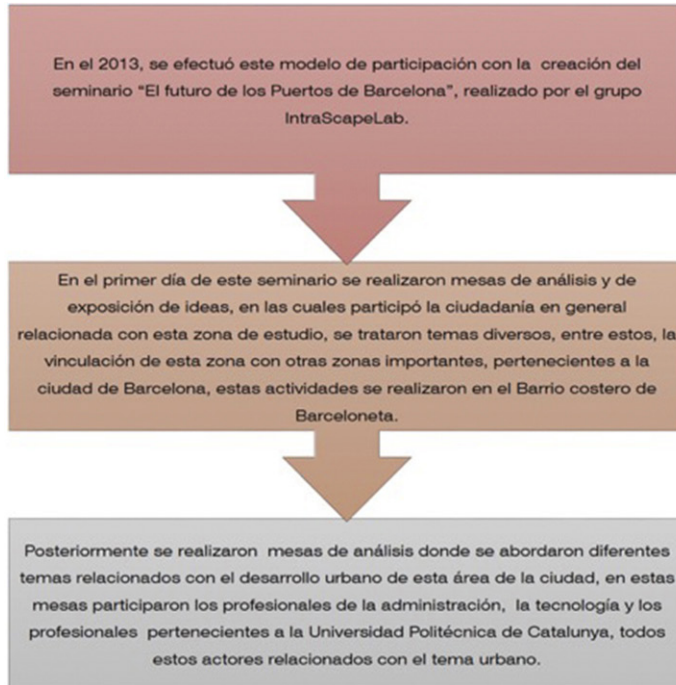 En el 2013, se efectuó este modelo de participación con la creación del
seminario “El futuro de los Puertos de Barcelona”, realizado por el grupo
IntraScapeLab.
En el primer día de este seminario se realizaron mesas de análisis y de
exposición de ideas, en las cuales participó la ciudadanía en general
relacionada con esta zona de estudio, se trataron temas diversos, entre estos, la
vinculación de esta zona con otras zonas importantes, pertenecientes a la
ciudad de Barcelona, estas actividades se realizaron en el Barrio costero de
Barceloneta.
Posteriormente se realizaron mesas de análisis donde se abordaron diferentes
temas relacionados con el desarrollo urbano de esta área de la ciudad, en estas
mesas participaron los profesionales de la administración, la tecnología y los
profesionales pertenecientes a la Universidad Politécnica de Catalunya, todos
estos actores relacionados con el tema urbano.